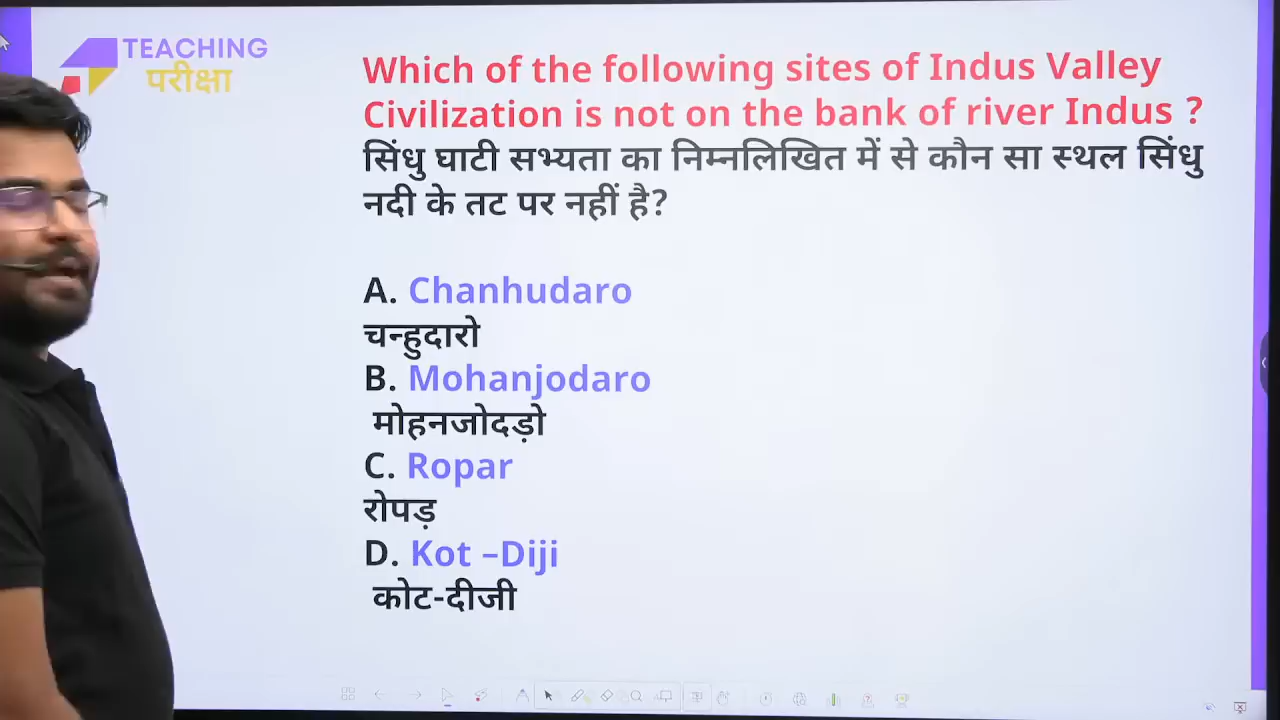 TEACHING
परीक्षा
Which of the following sites of Indus Valley
Civilization is not on the bank of river Indus ?
सिंधु घाटी सभ्यता का निम्नलिखित में से कौन सा स्थल सिंधु
नदी के तट पर नहीं है?
A. Chanhudaro
चन्हुदारो
B. Mohanjodaro
मोहनजोदड़ो
C. Ropar
रोपड़
D. Kot –Diji
कोट-दीजी